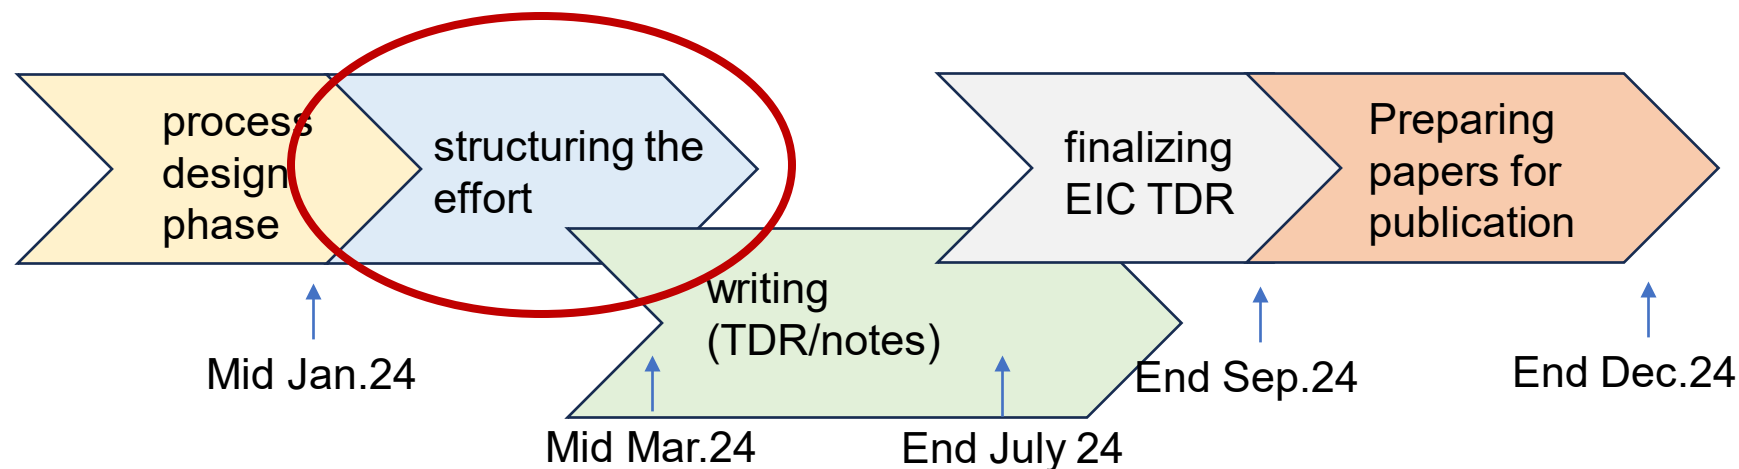 process
design
phase
structuring the
effort
writing
(TDR/notes)
finalizing
EIC TDR
Preparing
papers for
publication
Mid Jan.24
Mid Mar.24
End July 24
End Sep.24
End Dec.24